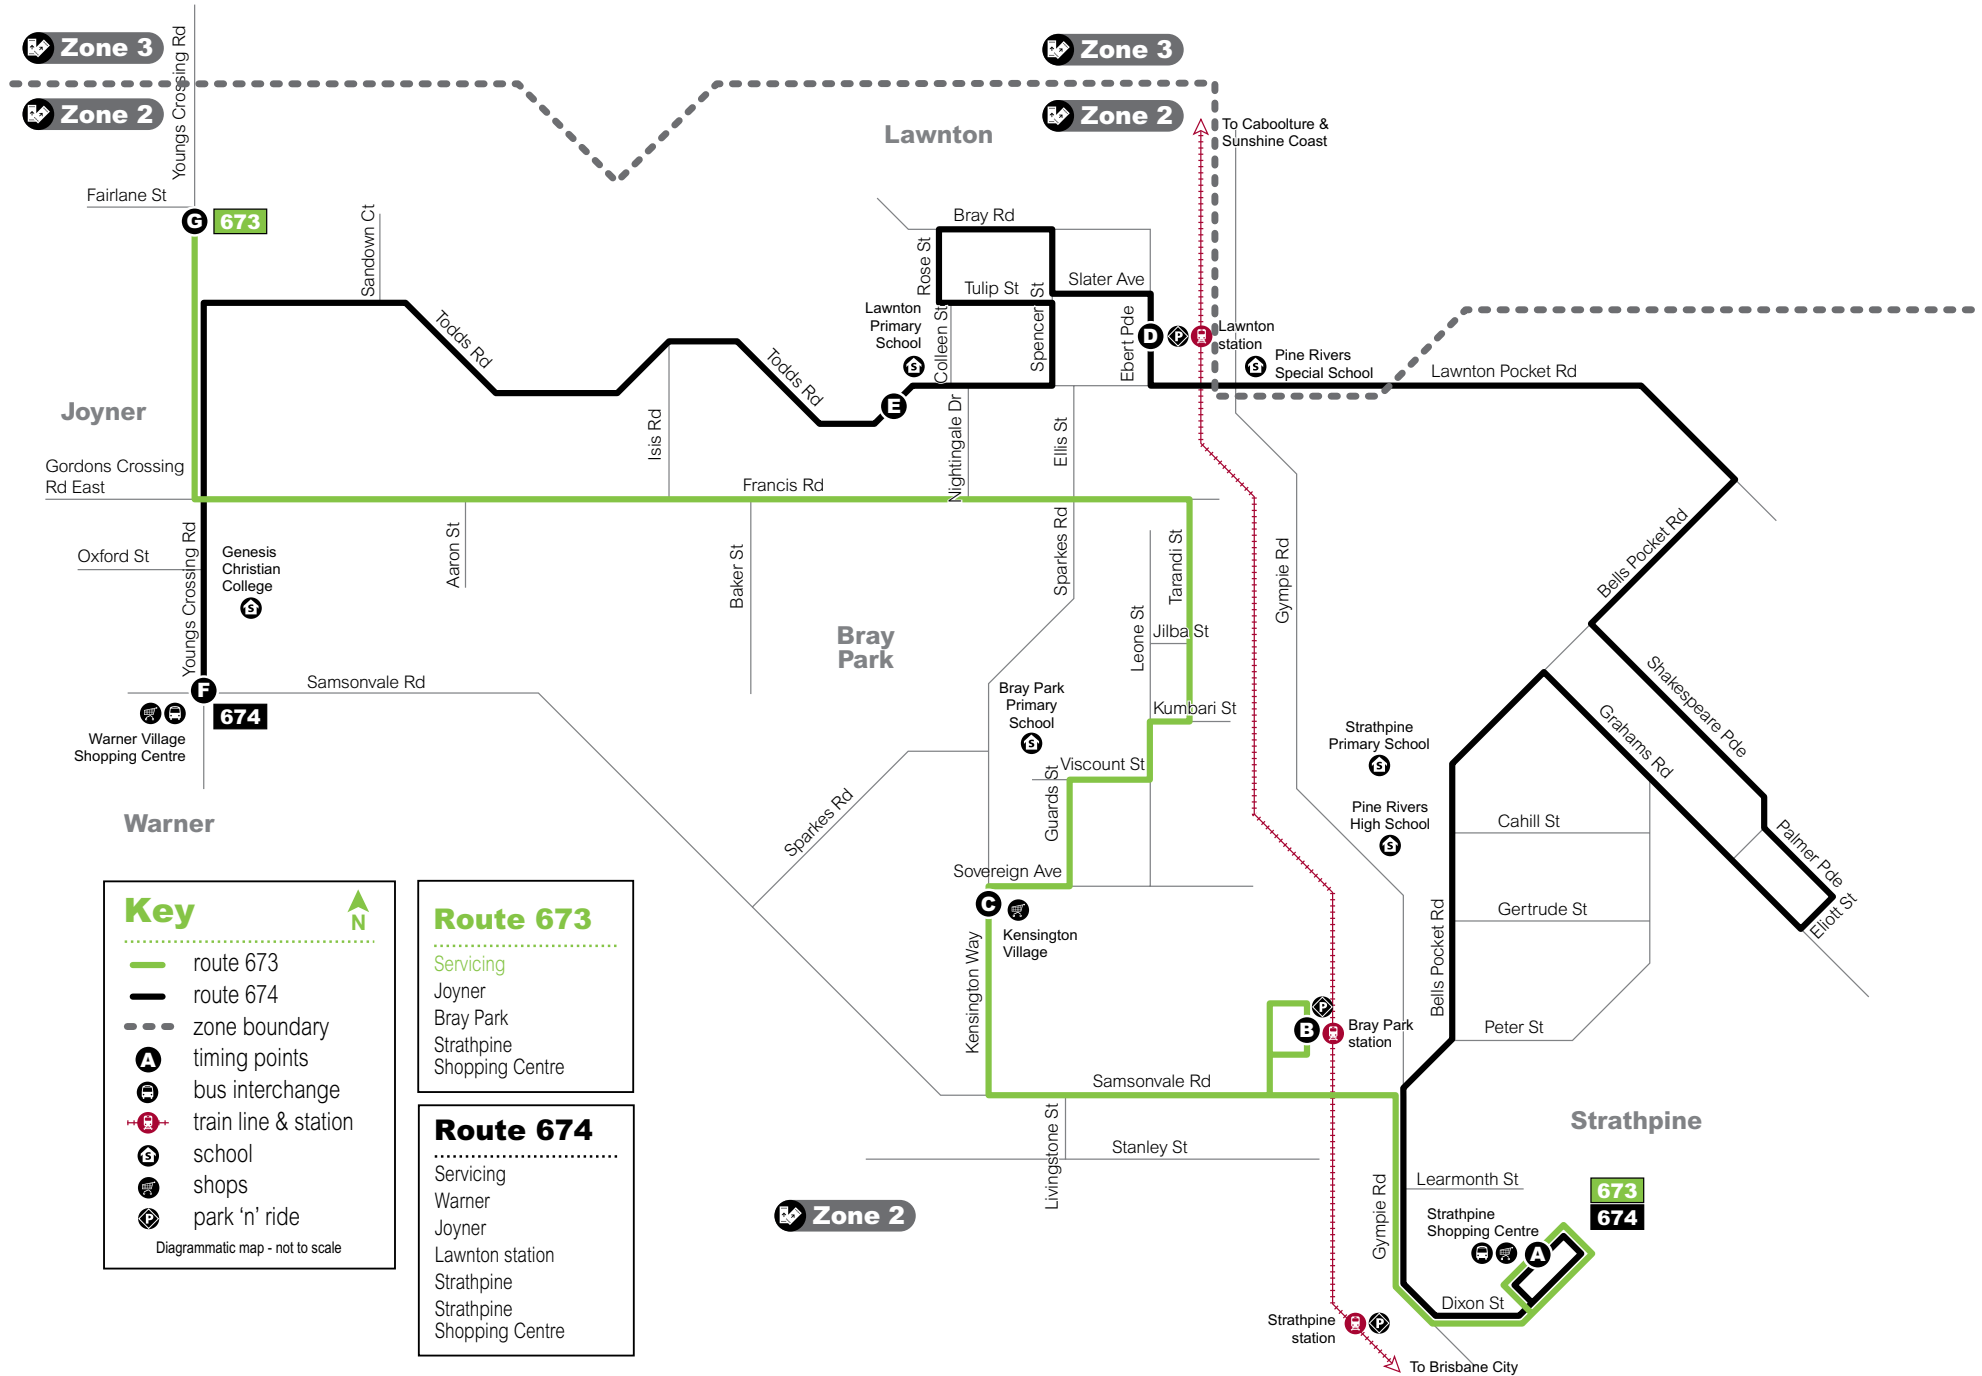 Zone 3
Zone 2
Youngs Crossing Rd
Fairlane St
G
673
Sandown Ct
Todds Rd
Todds Rd
Joyner
Gordons Crossing
Rd East
Isis Rd
Francis Rd
Oxford St
Youngs Crossing Rd
Genesis
Christian
College
Aaron St
Baker St
F
674
Samsonvale Rd
Warner Village
Shopping Centre
Warner
Zone 3
Zone 2
Lawnton
To Caboolture &
Sunshine Coast
Bray Rd
Rose St
Tulip St
Slater Ave
Spencer St
Colleen St
Lawnton
Primary
School
E
Ebert Pde
D
Lawnton
station
Pine Rivers
Special School
Lawnton Pocket Rd
Nightingale Dr
Ellis St
Sparkes Rd
Gympie Rd
Tarandi St
Leone St
Jilba St
Bray
Park
Bray Park
Primary
School
Kumbari St
Viscount St
Guards St
Sparkes Rd
Sovereign Ave
C
Kensington
Village
Kensington Way
Bells Pocket Rd
Shakespeare Pde
Grahams Rd
Palmer Pde
Eliott St
Strathpine
Primary School
Pine Rivers
High School
Cahill St
Gertrude St
Peter St
Bells Pocket Rd
B
Bray Park
station
Samsonvale Rd
Stanley St
Livingstone St
Gympie Rd
Strathpine
Learmonth St
Strathpine
Shopping Centre
A
673
674
Dixon St
Strathpine
station
To Brisbane City
Zone 2
Key
N
route 673
route 674
zone boundary
A
timing points
bus interchange
train line & station
school
shops
park ‘n’ ride
Diagrammatic map - not to scale
Route 673
Servicing
Joyner
Bray Park
Strathpine
Shopping Centre
Route 674
Servicing
Warner
Joyner
Lawnton station
Strathpine
Strathpine
Shopping Centre